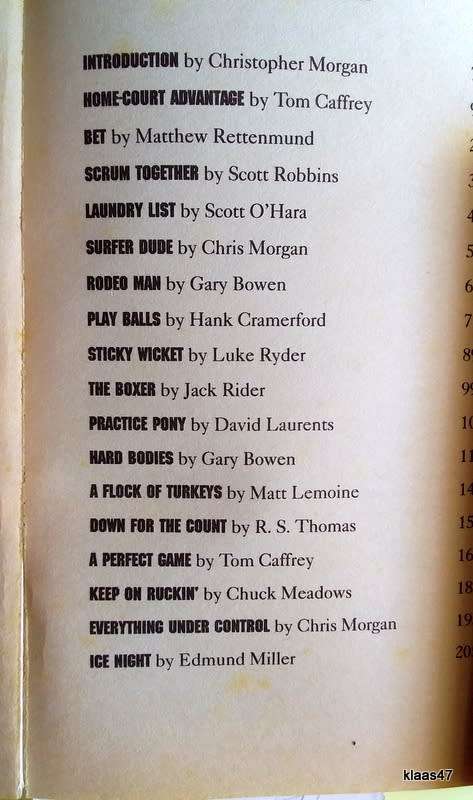 INTRODUCTION by Christopher Morgan
HOME-COURT ADVANTAGE by Tom Caffrey
BET by Matthew Rettenmund
SCRUM TOGETHER by Scott Robbins
LAUNDRY LIST by Scott O'Hara
SURFER DUDE by Chris Morgan
RODEO MAN by Gary Bowen
PLAY BALLS by Hank Cramerford
STICKY WICKET by Luke Ryder
THE BOXER by Jack Rider
PRACTICE PONY by David Laurents
HARD BODIES by Gary Bowen
A FLOCK OF TURKEYS by Matt Lemoine
DOWN FOR THE COUNT by R. S. Thomas
A PERFECT GAME by Tom Caffrey
KEEP ON RUCKIN' by Chuck Meadows
EVERYTHING UNDER CONTROL by Chris Morgan
ICE NIGHT by Edmund Miller
klaas47